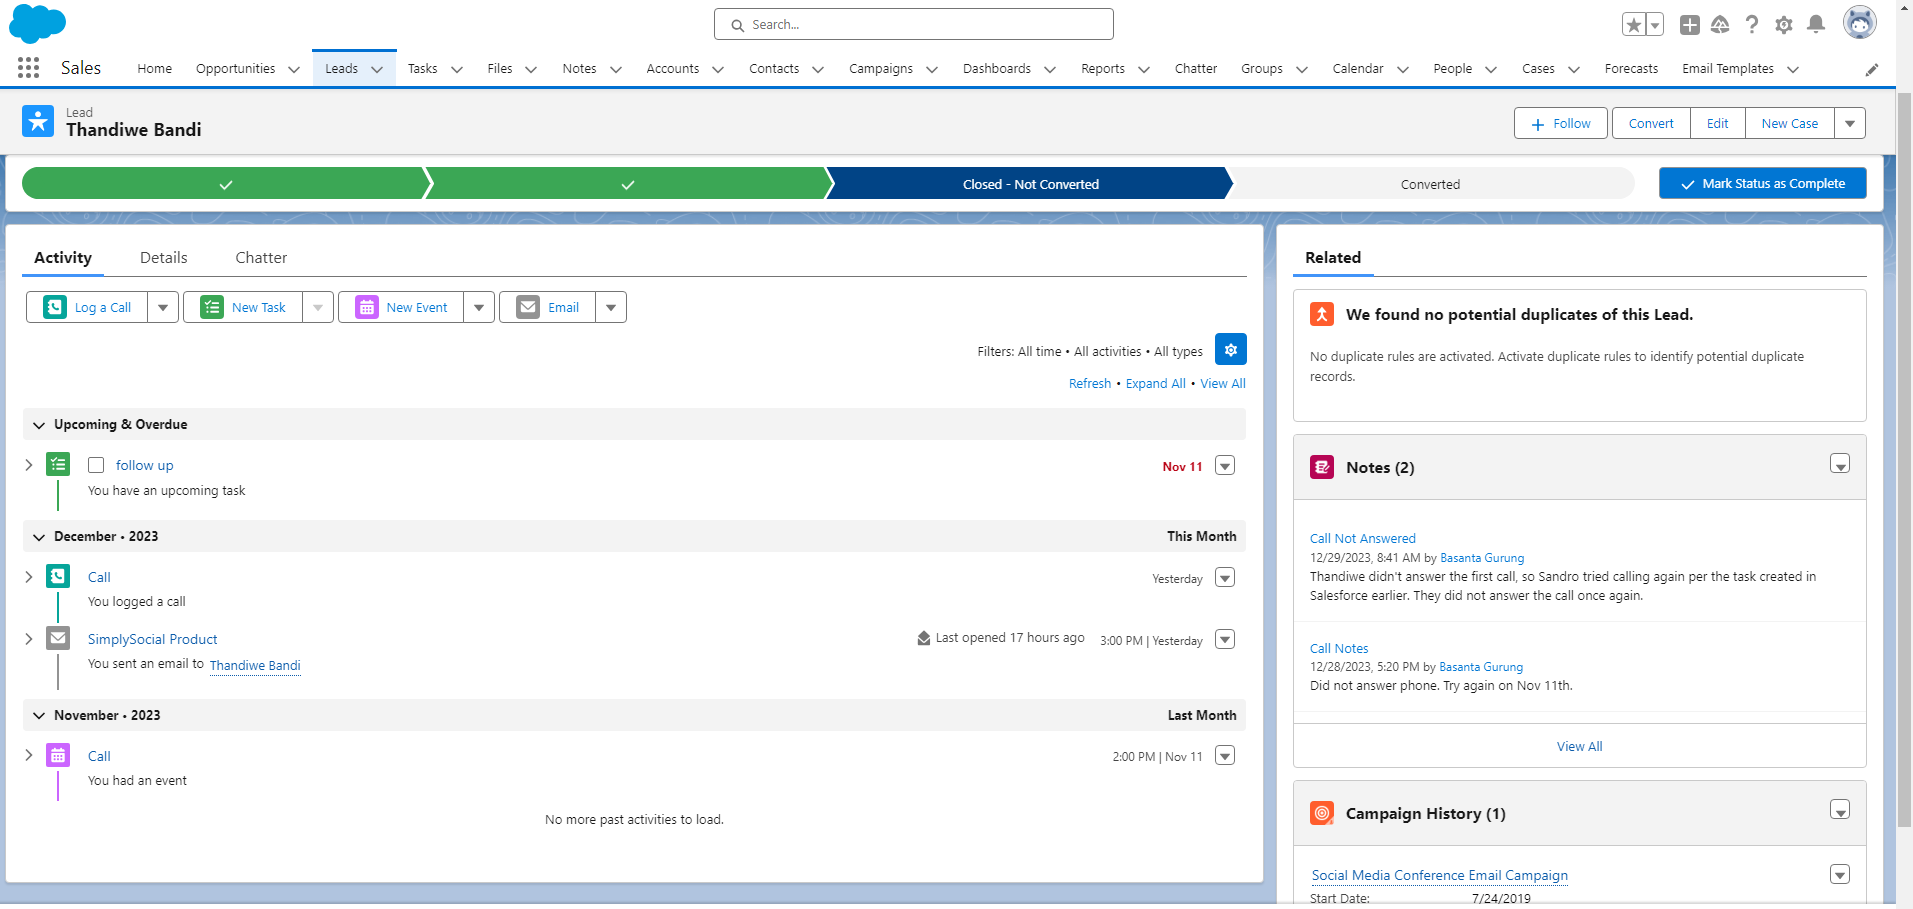 Search...
Sales Home Opportunities Leads Tasks Files Notes Accounts Contacts Campaigns Dashboards Reports Chatter Groups Calendar People Cases Forecasts Email Templates
Lead
Thandiwe Bandi
Follow Convert Edit New Case
Closed - Not Converted Converted Mark Status as Complete
Activity Details Chatter
Log a Call New Task New Event Email
Filters: All time • All activities • All types
Refresh • Expand All • View All
Upcoming & Overdue
follow up Nov 11
You have an upcoming task
December • 2023 This Month
Call Yesterday
You logged a call
SimplySocial Product Last opened 17 hours ago 3:00 PM | Yesterday
You sent an email to Thandiwe Bandi
November • 2023 Last Month
Call 2:00 PM | Nov 11
You had an event
No more past activities to load.
Related
We found no potential duplicates of this Lead.
No duplicate rules are activated. Activate duplicate rules to identify potential duplicate
records.
Notes (2)
Call Not Answered
12/29/2023, 8:41 AM by Basanta Gurung
Thandiwe didn't answer the first call, so Sandro tried calling again per the task created in
Salesforce earlier. They did not answer the call once again.
Call Notes
12/28/2023, 5:20 PM by Basanta Gurung
Did not answer phone. Try again on Nov 11th.
View All
Campaign History (1)
Social Media Conference Email Campaign
Start Date: 7/24/2019